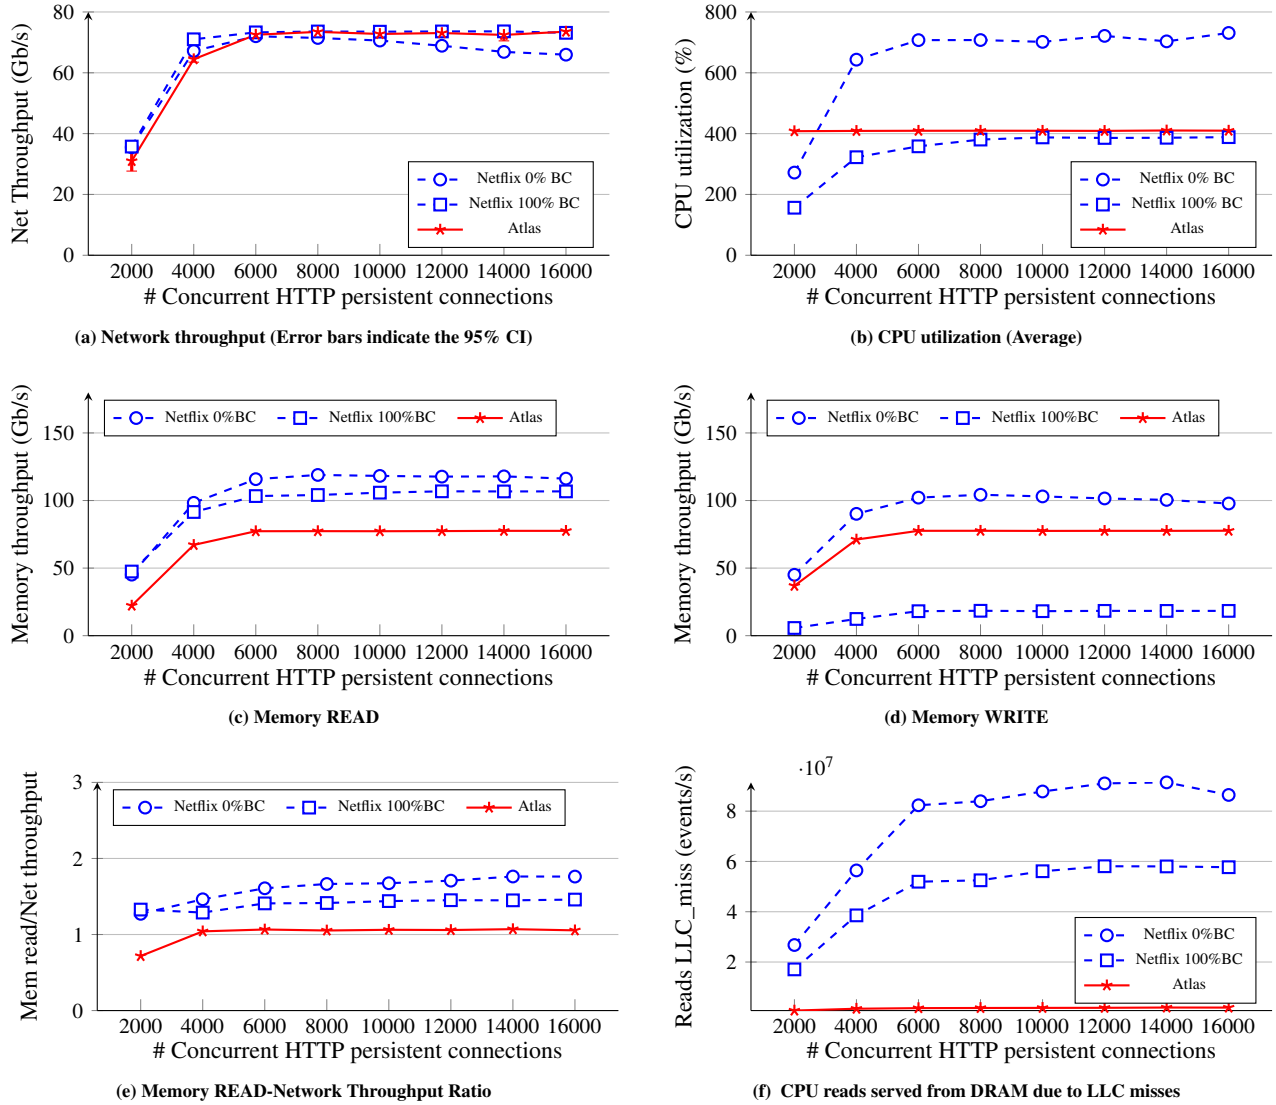 Net Throughput (Gb/s)
80
60
40
20
0
2000 4000 6000 8000 10000 12000 14000 16000
# Concurrent HTTP persistent connections
Netflix 0% BC
Netflix 100% BC
Atlas
(a) Network throughput (Error bars indicate the 95% CI)
CPU utilization (%)
800
600
400
200
0
2000 4000 6000 8000 10000 12000 14000 16000
# Concurrent HTTP persistent connections
Netflix 0% BC
Netflix 100% BC
Atlas
(b) CPU utilization (Average)
Memory throughput (Gb/s)
Netflix 0%BC Netflix 100%BC Atlas
150
100
50
0
2000 4000 6000 8000 10000 12000 14000 16000
# Concurrent HTTP persistent connections
(c) Memory READ
Memory throughput (Gb/s)
Netflix 0%BC Netflix 100%BC Atlas
150
100
50
0
2000 4000 6000 8000 10000 12000 14000 16000
# Concurrent HTTP persistent connections
(d) Memory WRITE
Mem read/Net throughput
Netflix 0%BC Netflix 100%BC Atlas
3
2
1
0
2000 4000 6000 8000 10000 12000 14000 16000
# Concurrent HTTP persistent connections
(e) Memory READ-Network Throughput Ratio
Reads LLC_miss (events/s)
·10⁷
8
6
4
2
2000 4000 6000 8000 10000 12000 14000 16000
# Concurrent HTTP persistent connections
Netflix 0%BC
Netflix 100%BC
Atlas
(f) CPU reads served from DRAM due to LLC misses